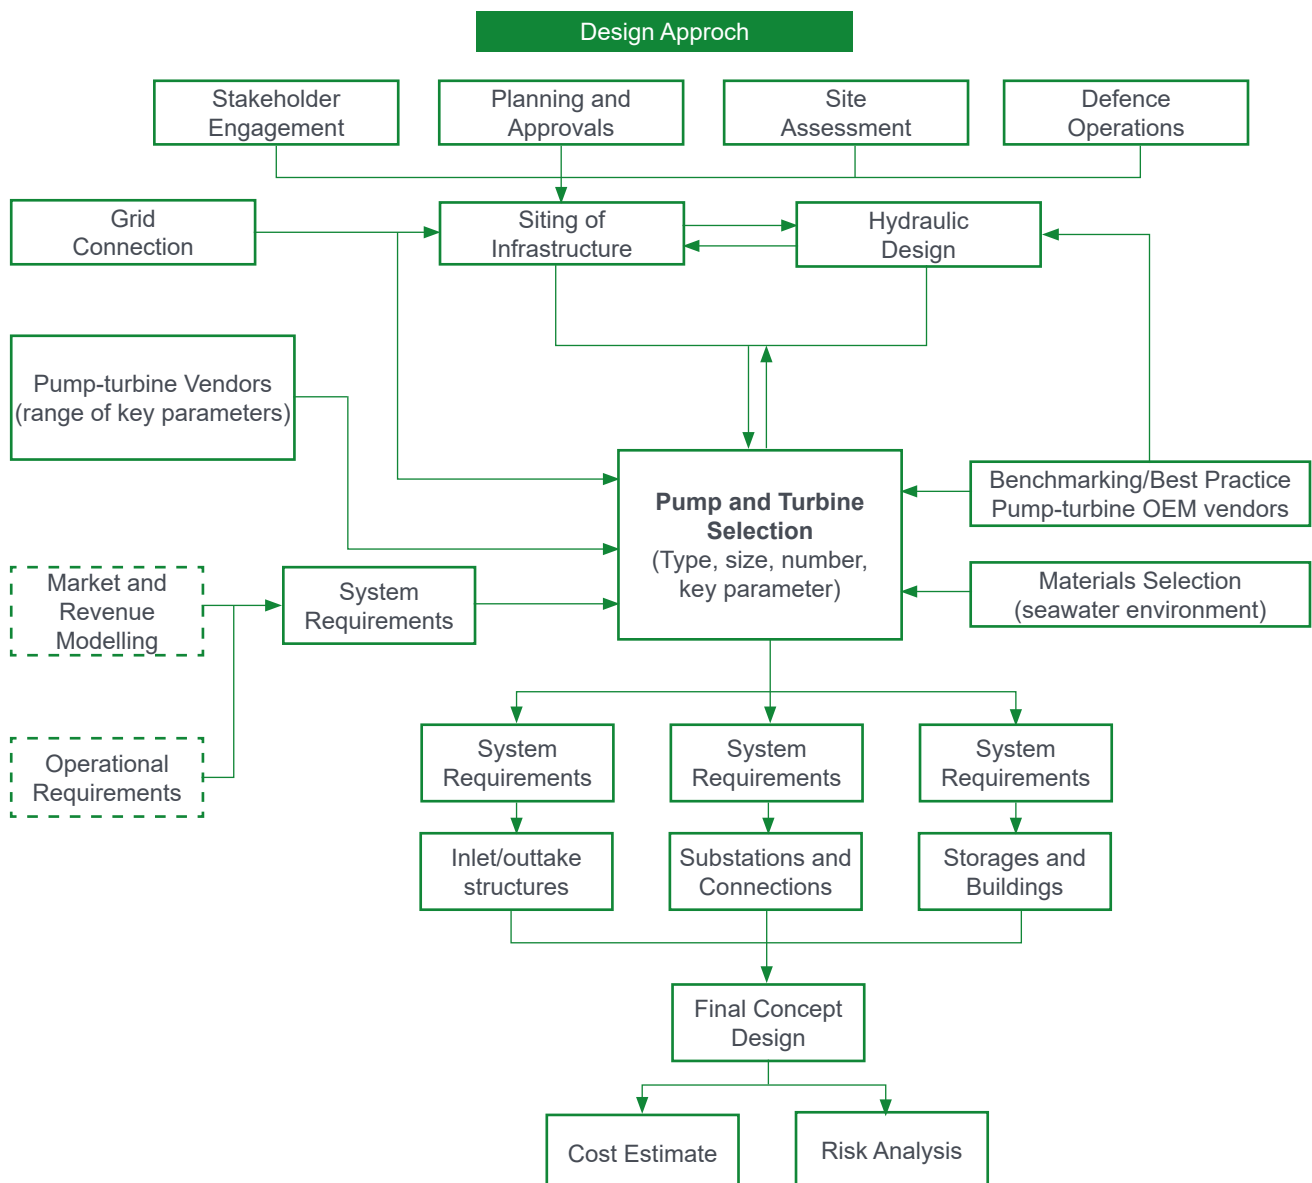 Design Approch
Stakeholder
Engagement
Planning and
Approvals
Site
Assessment
Defence
Operations
Grid
Connection
Siting of
Infrastructure
Hydraulic
Design
Pump-turbine Vendors
(range of key parameters)
Pump and Turbine
Selection
(Type, size, number,
key parameter)
Benchmarking/Best Practice
Pump-turbine OEM vendors
Materials Selection
(seawater environment)
Market and
Revenue
Modelling
System
Requirements
Operational
Requirements
System
Requirements
System
Requirements
System
Requirements
Inlet/outtake
structures
Substations and
Connections
Storages and
Buildings
Final Concept
Design
Cost Estimate
Risk Analysis